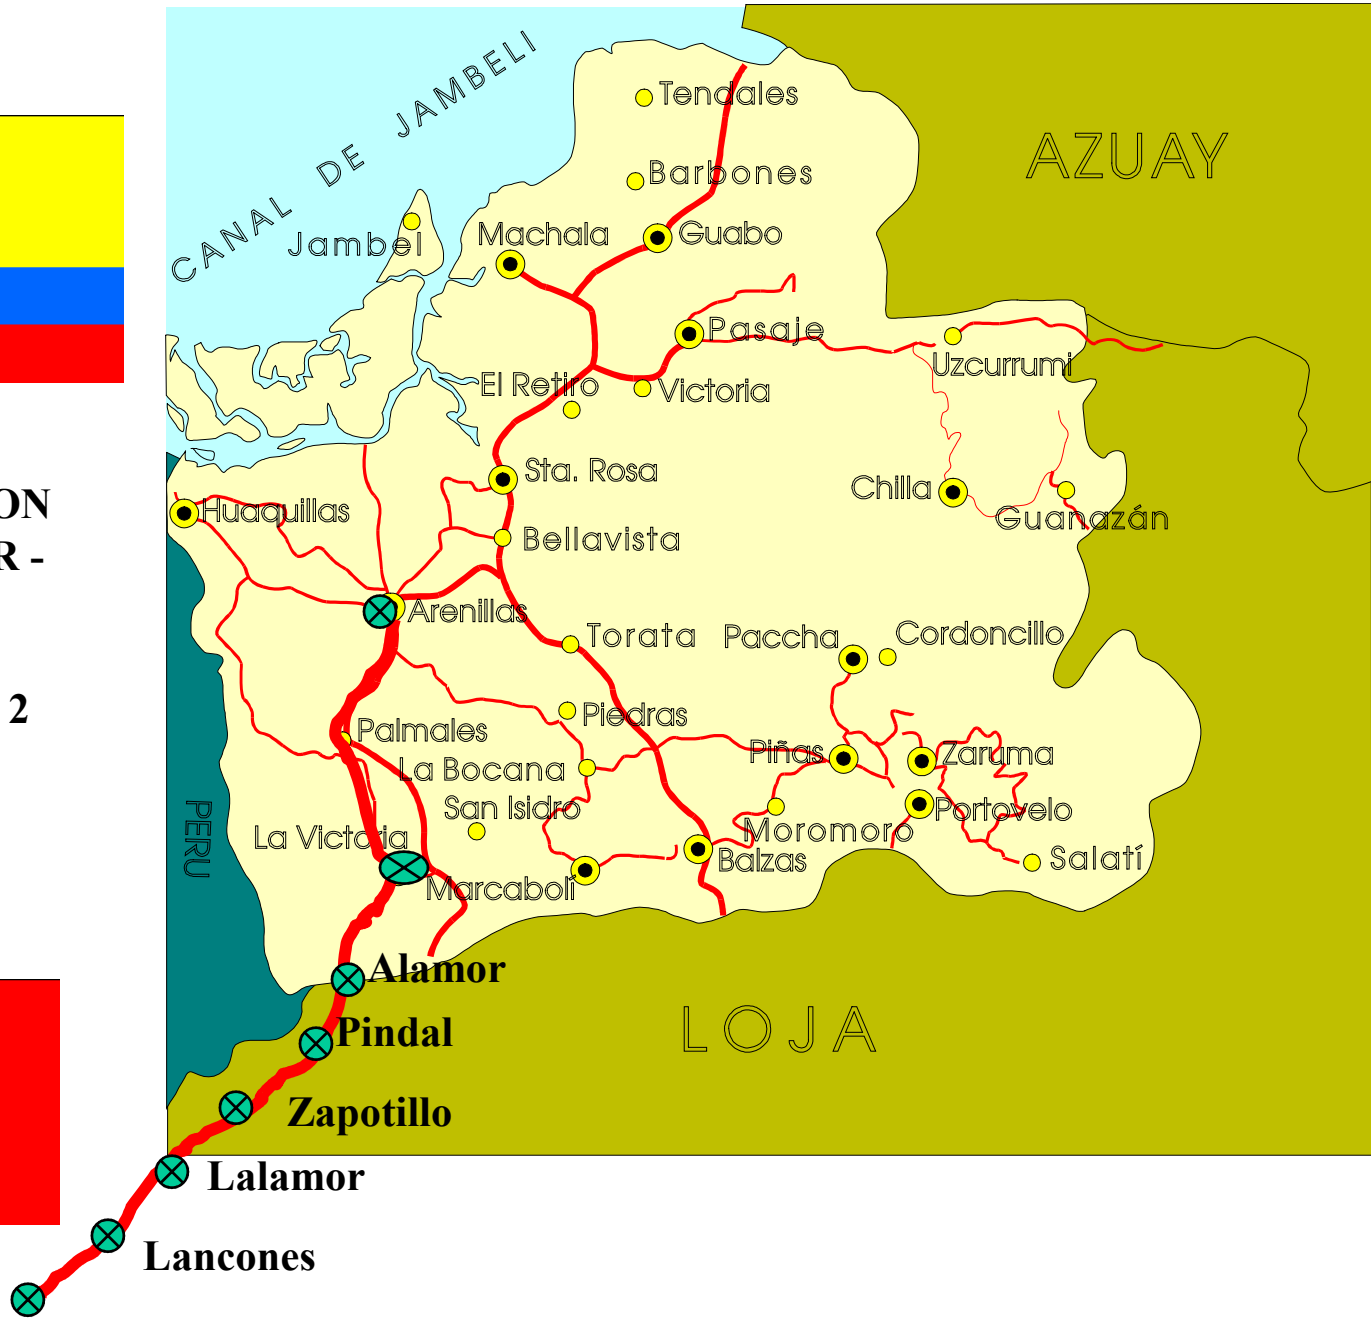 CANAL DE JAMBELI
Tendales
AZUAY
Barbones
Jambel
Machala
Guabo
Pasaje
Uzcurrumi
El Retiro
Victoria
Sta. Rosa
Chilla
ON
Huaquillas
Guanazán
Bellavista
R -
Arenillas
Torata
Paccha
Cordoncillo
2
Piedras
Palmales
Piñas
Zaruma
La Bocana
San Isidro
Portovelo
PERU
La Victoria
Moromoro
Balzas
Salatí
Marcabolí
Alamor
LOJA
Pindal
Zapotillo
Lalamor
Lancones